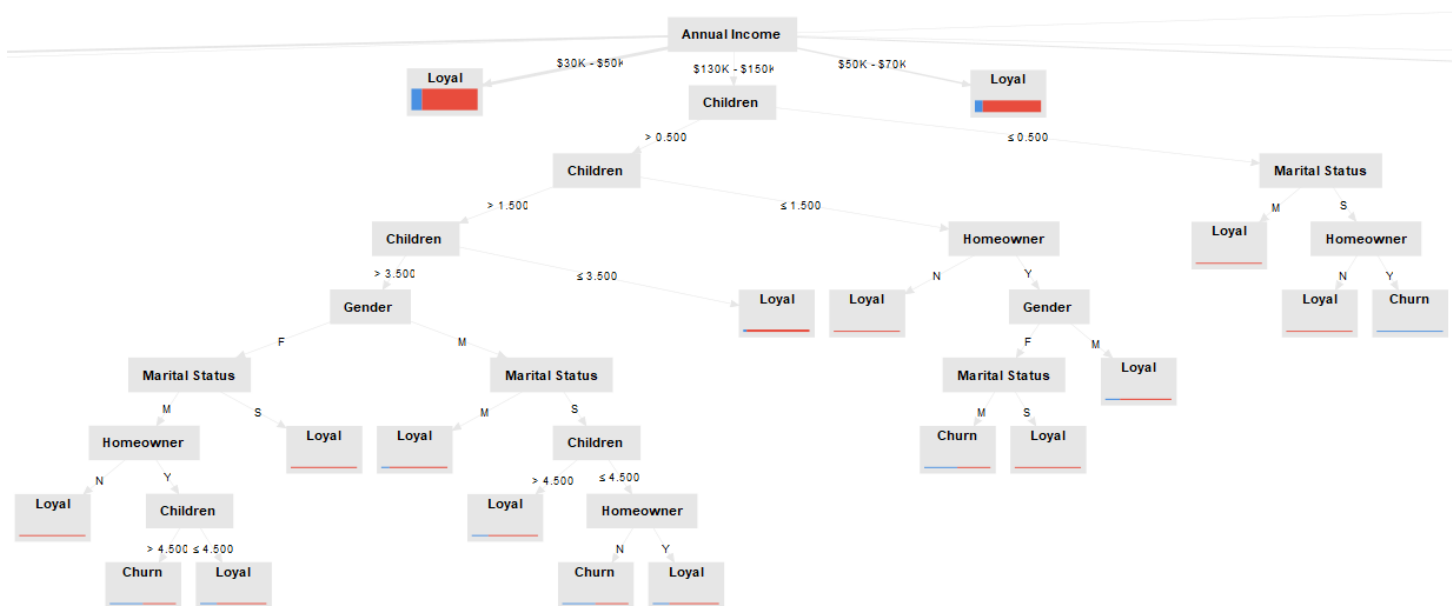 Annual Income
$30K - $50K
$130K - $150K
$50K - $70K
Loyal
Loyal
Children
> 0.500
≤ 0.500
Children
Marital Status
> 1.500
≤ 1.500
M
S
Children
Homeowner
Loyal
Homeowner
> 3.500
≤ 3.500
N
Y
N
Y
Gender
Loyal
Loyal
Gender
Loyal
Churn
F
M
F
M
Marital Status
Marital Status
Marital Status
Loyal
M
S
M
S
M
S
Homeowner
Loyal
Loyal
Children
Churn
Loyal
N
Y
> 4.500
≤ 4.500
Loyal
Children
Loyal
Homeowner
> 4.500
≤ 4.500
N
Y
Churn
Loyal
Churn
Loyal